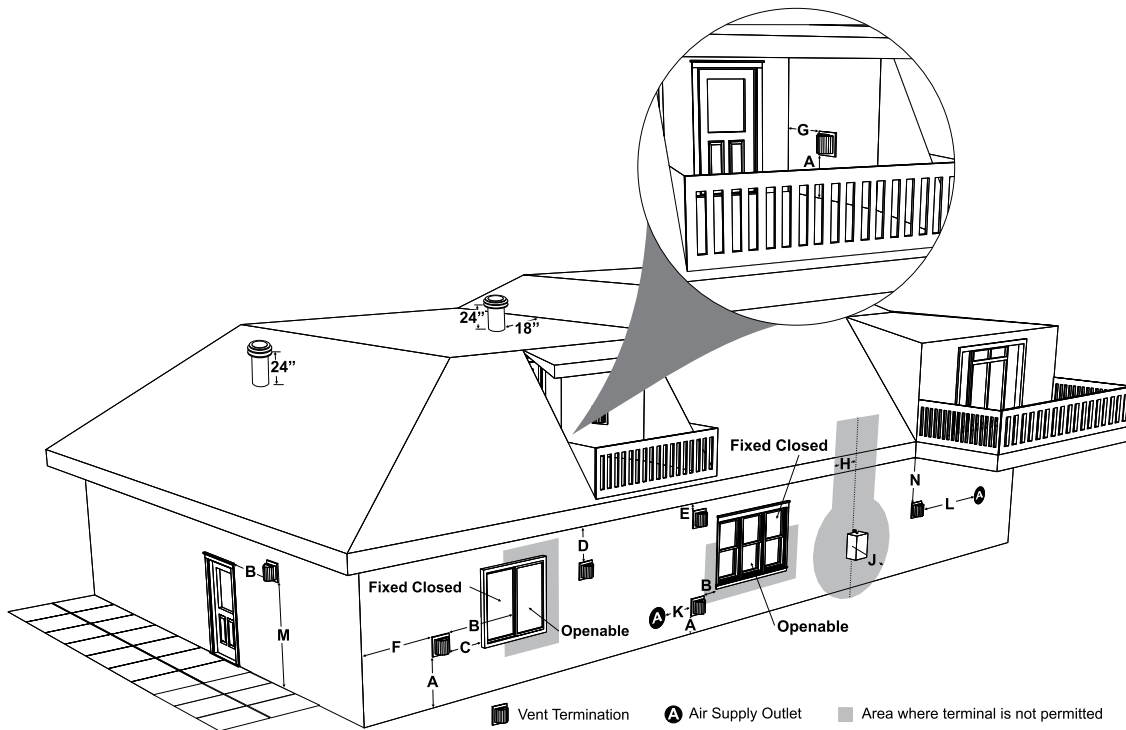 G
A
24”
18”
24”
Fixed Closed
H
N
L
A
E
D
B
Fixed Closed
J
B
B
A
K
Openable
M
F
C
A
A
Openable
Vent Termination
A Air Supply Outlet
Area where terminal is not permitted